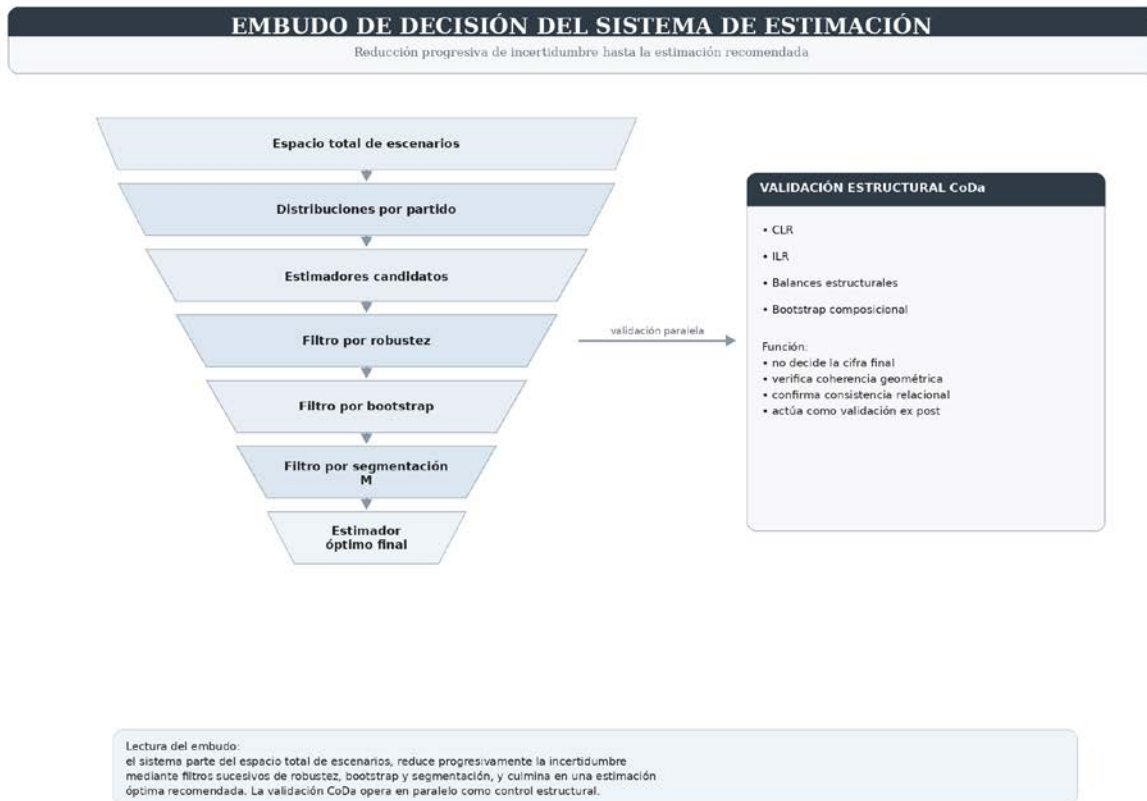 EMBUDO DE DECISIÓN DEL SISTEMA DE ESTIMACIÓN
Reducción progresiva de incertidumbre hasta la estimación recomendada
Espacio total de escenarios
Distribuciones por partido
Estimadores candidatos
Filtro por robustez
Filtro por bootstrap
Filtro por segmentación
M
Estimador
óptimo final
validación paralela
VALIDACIÓN ESTRUCTURAL CoDa
• CLR
• ILR
• Balances estructurales
• Bootstrap composicional
Función:
• no decide la cifra final
• verifica coherencia geométrica
• confirma consistencia relacional
• actúa como validación ex post
Lectura del embudo:
el sistema parte del espacio total de escenarios, reduce progresivamente la incertidumbre
mediante filtros sucesivos de robustez, bootstrap y segmentación, y culmina en una estimación
óptima recomendada. La validación CoDa opera en paralelo como control estructural.